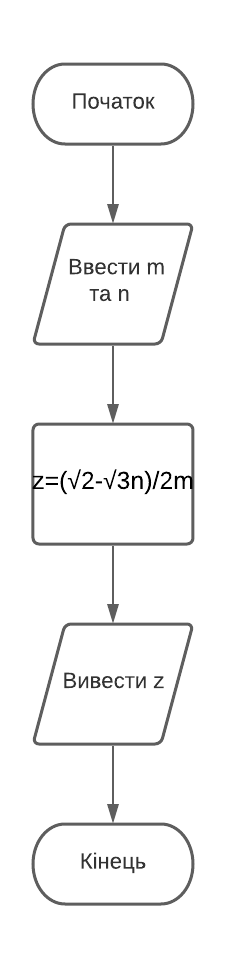 Початок
Ввести m
та n
z=(√2-√3n)/2m
Вивести z
Кінець